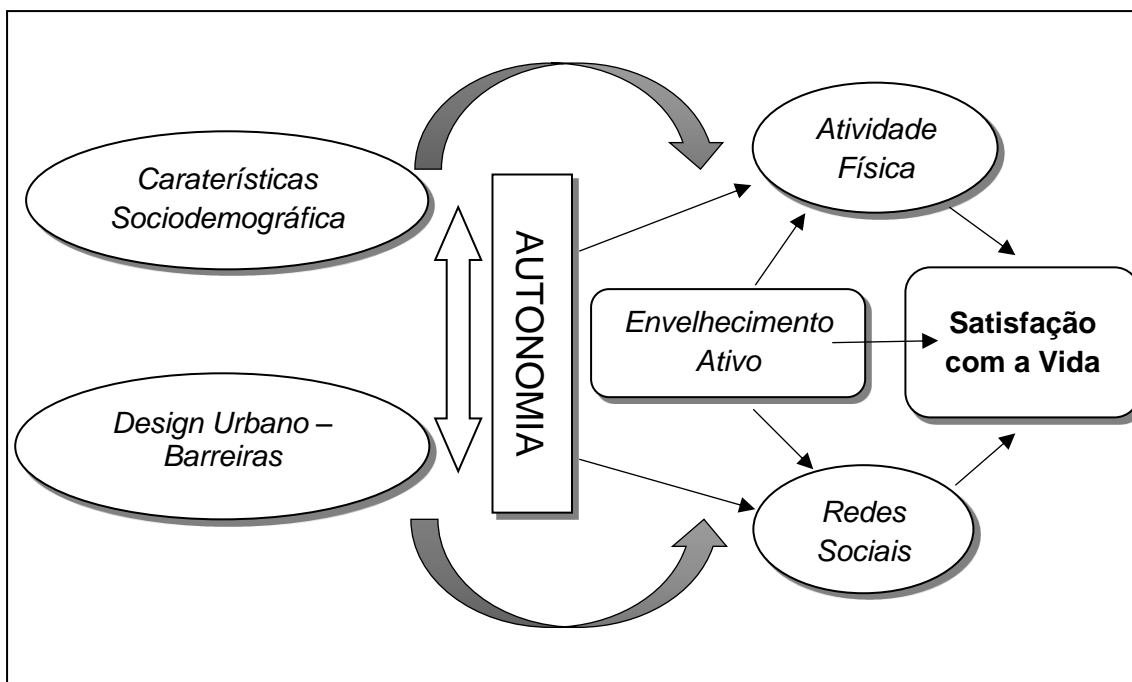 Caraterísticas
Sociodemográfica
Design Urbano –
Barreiras
AUTONOMIA
Envelhecimento
Ativo
Atividade
Física
Redes
Sociais
Satisfação
com a Vida